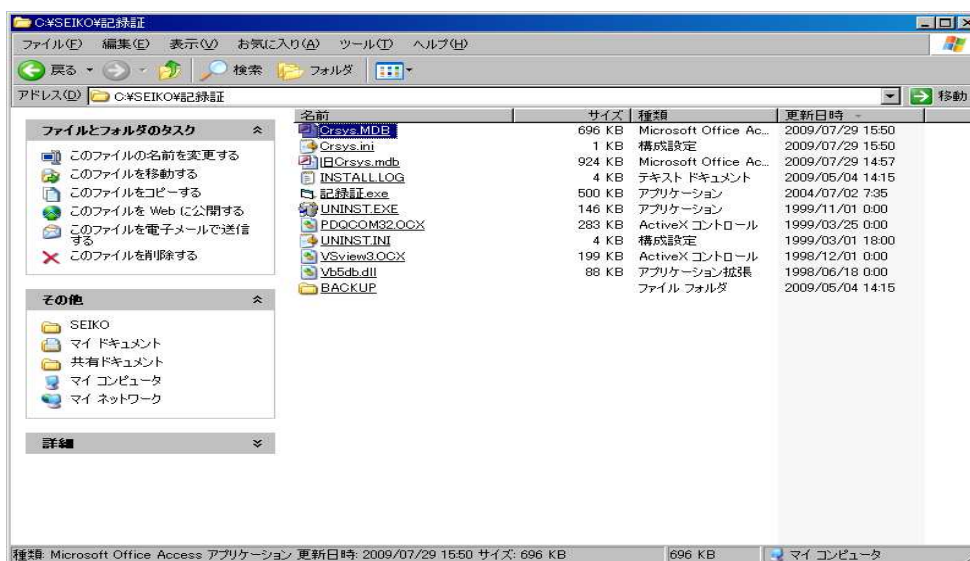 C:¥SEIKO¥記録証
ファイル(F) 編集(E) 表示(V) お気に入り(A) ツール(T) ヘルプ(H)
戻る 検索 フォルダ
アドレス(D) C:¥SEIKO¥記録証 移動
ファイルとフォルダのタスク
このファイルの名前を変更する
このファイルを移動する
このファイルをコピーする
このファイルを Web に公開する
このファイルを電子メールで送信
する
このファイルを削除する
その他
SEIKO
マイ ドキュメント
共有ドキュメント
マイ コンピュータ
マイ ネットワーク
詳細
名前 サイズ 種類 更新日時
Crsys.MDB 696 KB Microsoft Office Ac... 2009/07/29 15:50
Crsys.ini 1 KB 構成設定 2009/07/29 15:50
旧Crsys.mdb 924 KB Microsoft Office Ac... 2009/07/29 14:57
INSTALL.LOG 4 KB テキスト ドキュメント 2009/05/04 14:15
記録証.exe 500 KB アプリケーション 2004/07/02 7:35
UNINST.EXE 146 KB アプリケーション 1999/11/01 0:00
PDQCOM32.OCX 283 KB ActiveX コントロール 1999/03/25 0:00
UNINST.INI 4 KB 構成設定 1999/03/01 18:00
VSview3.OCX 199 KB ActiveX コントロール 1998/12/01 0:00
Vb5db.dll 88 KB アプリケーション拡張 1998/06/18 0:00
BACKUP ファイル フォルダ 2009/05/04 14:15
種類: Microsoft Office Access アプリケーション 更新日時: 2009/07/29 15:50 サイズ: 696 KB 696 KB マイ コンピュータ